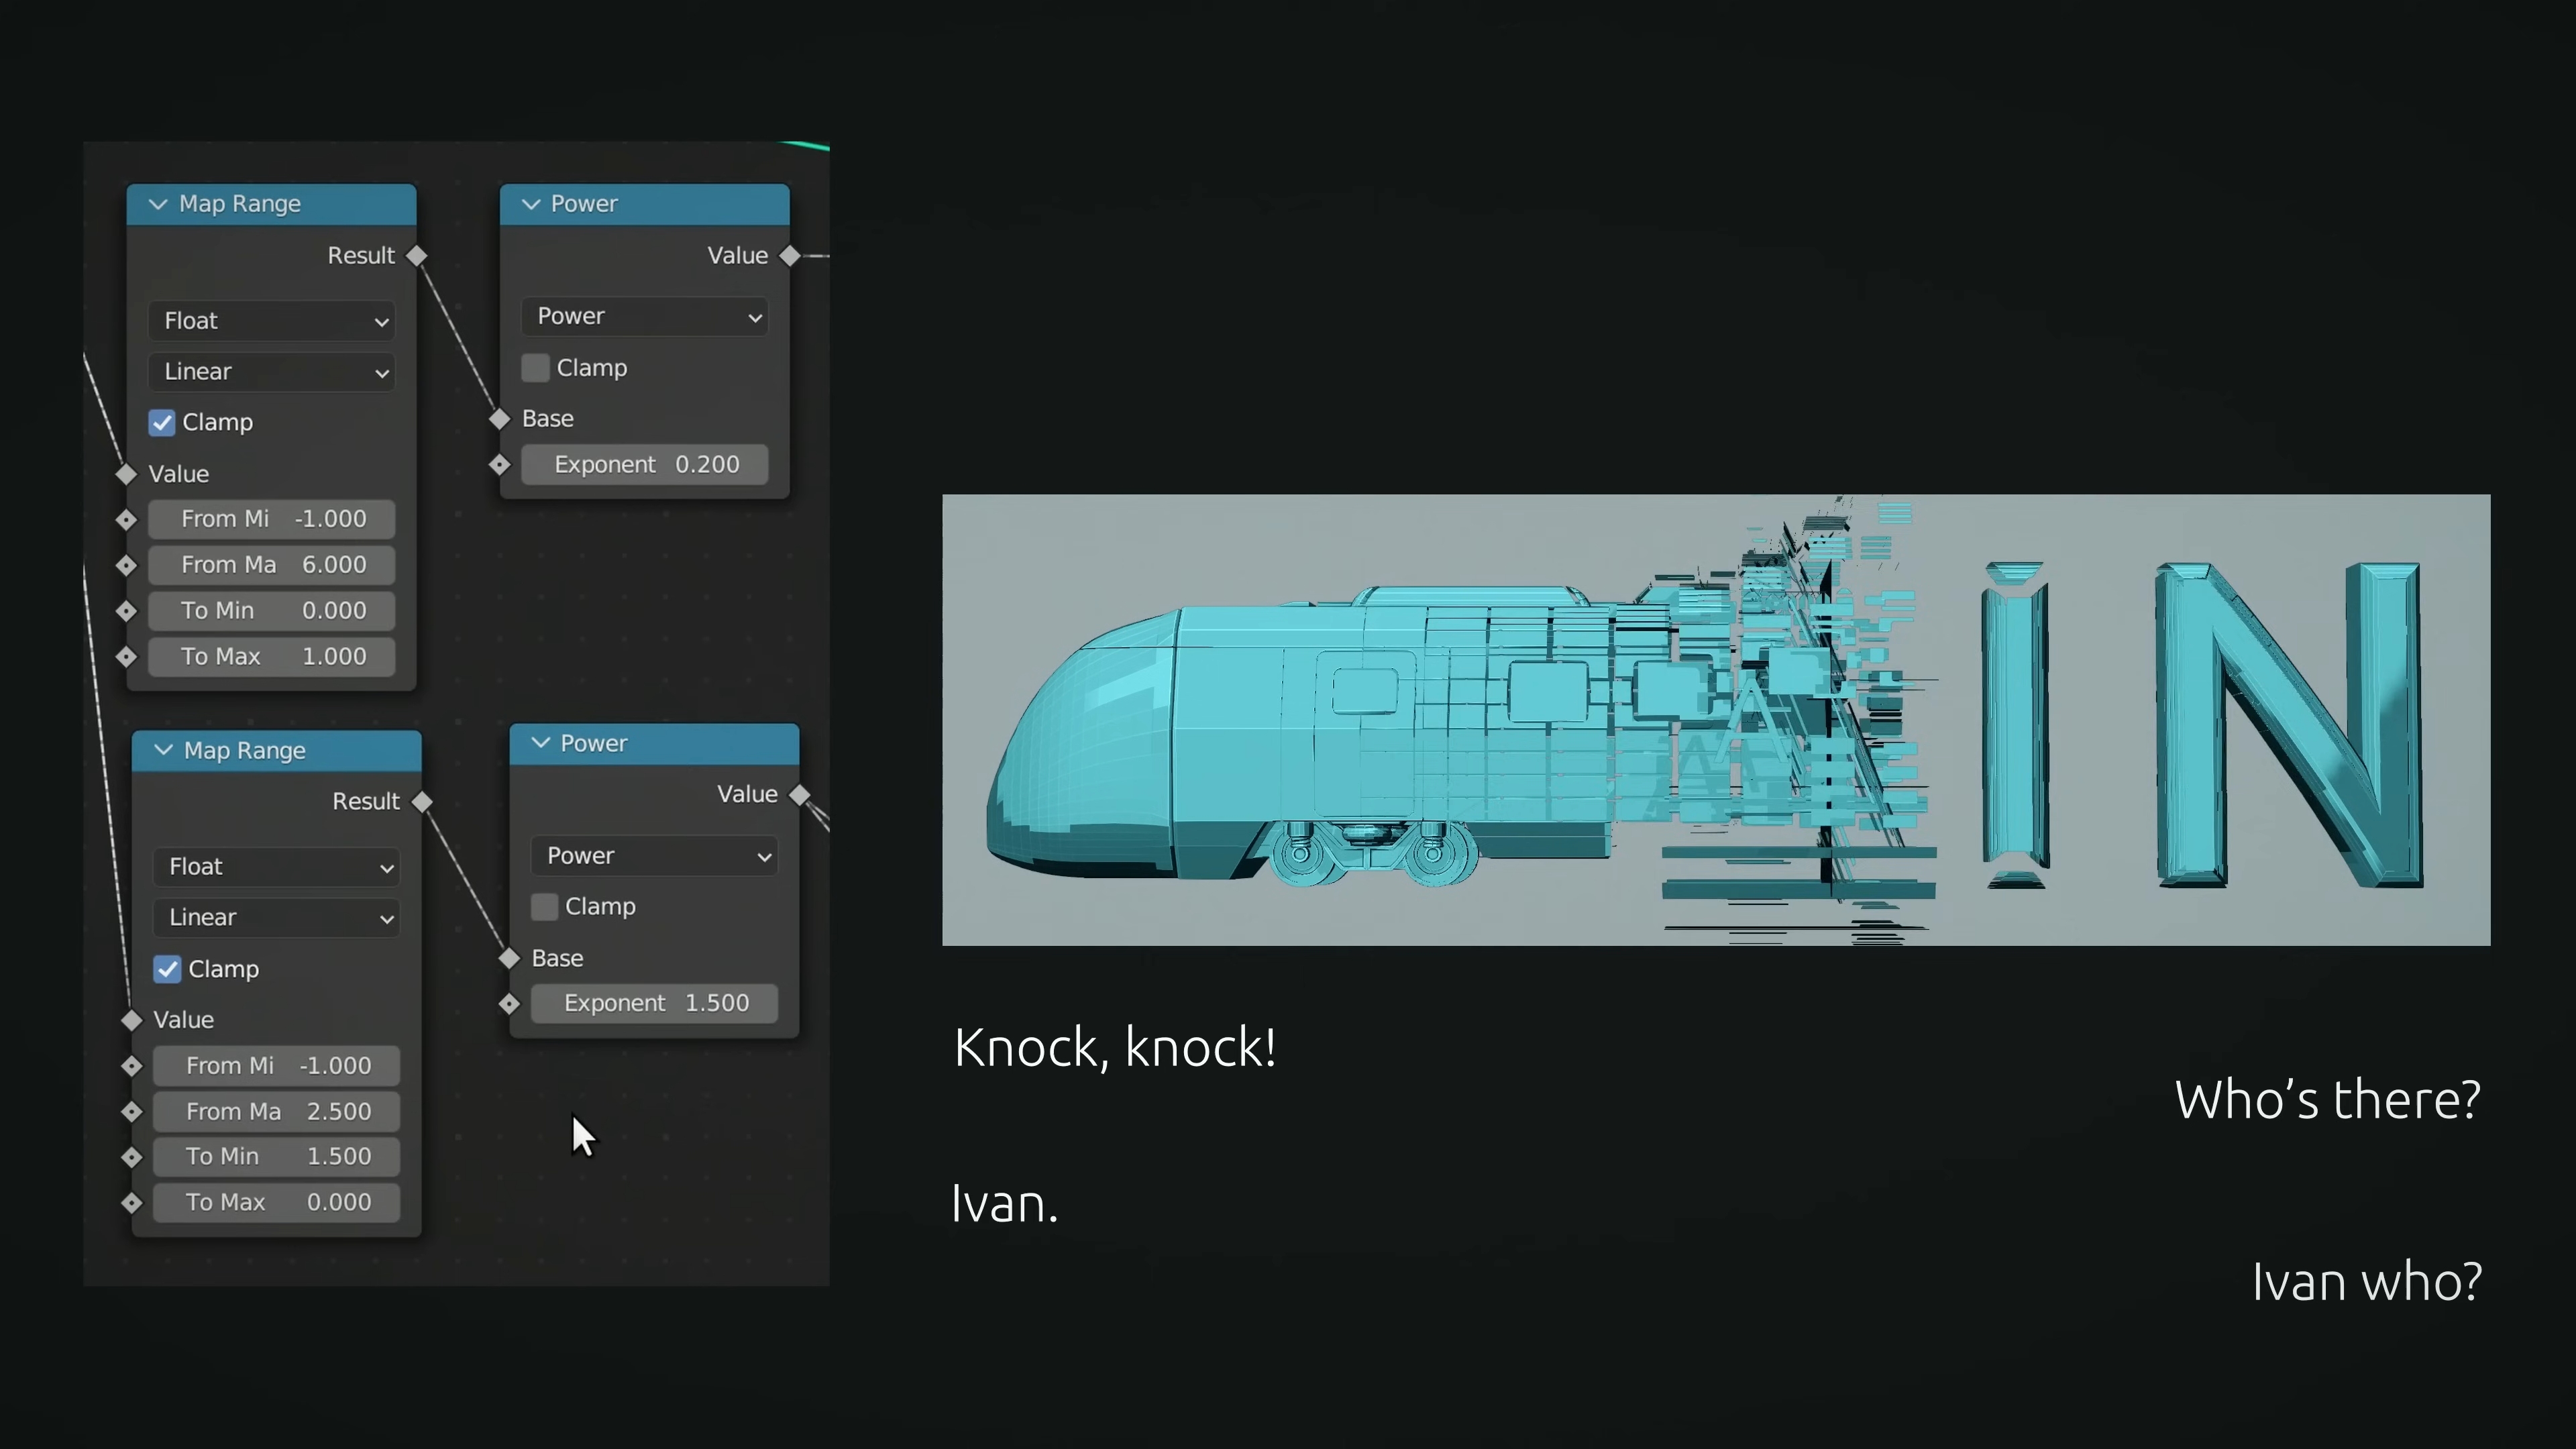 Map Range
Result
Float
Linear
Clamp
Value
From Mi -1.000
From Ma 6.000
To Min 0.000
To Max 1.000
Power
Value
Power
Clamp
Base
Exponent 0.200
Map Range
Result
Float
Linear
Clamp
Value
From Mi -1.000
From Ma 2.500
To Min 1.500
To Max 0.000
Power
Value
Power
Clamp
Base
Exponent 1.500
A I N
Knock, knock!
Who’s there?
Ivan.
Ivan who?